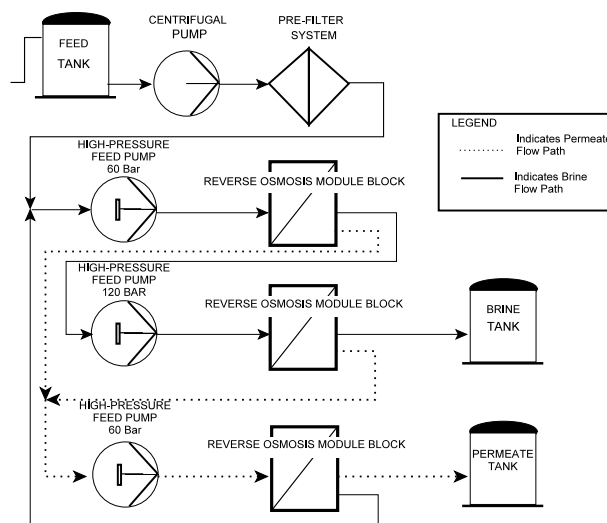 FEED
TANK
CENTRIFUGAL
PUMP
PRE-FILTER
SYSTEM
LEGEND
Indicates Permeate
Flow Path
Indicates Brine
Flow Path
HIGH-PRESSURE
FEED PUMP
60 Bar
REVERSE OSMOSIS MODULE BLOCK
HIGH-PRESSURE
FEED PUMP
120 BAR
REVERSE OSMOSIS MODULE BLOCK
BRINE
TANK
HIGH-PRESSURE
FEED PUMP
60 Bar
REVERSE OSMOSIS MODULE BLOCK
PERMEATE
TANK